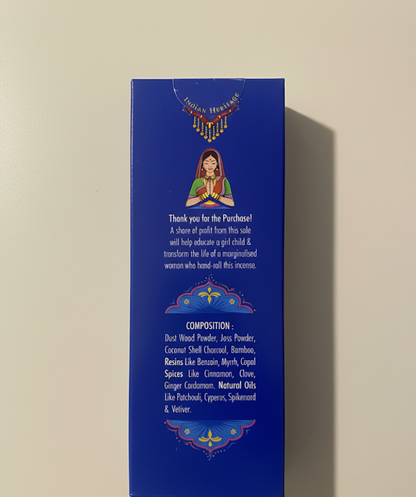 Indian Heritage
Thank you for the Purchase!
A share of profit from this sale
will help educate a girl child &
transform the life of a marginalised
woman who hand-roll this incense.
COMPOSITION :
Dust Wood Powder, Joss Powder,
Coconut Shell Charcoal, Bamboo,
Resins Like Benzoin, Myrrh, Copal
Spices Like Cinnamon, Clove,
Ginger Cardamom. Natural Oils
Like Patchouli, Cyperus, Spikenard
& Vetiver.